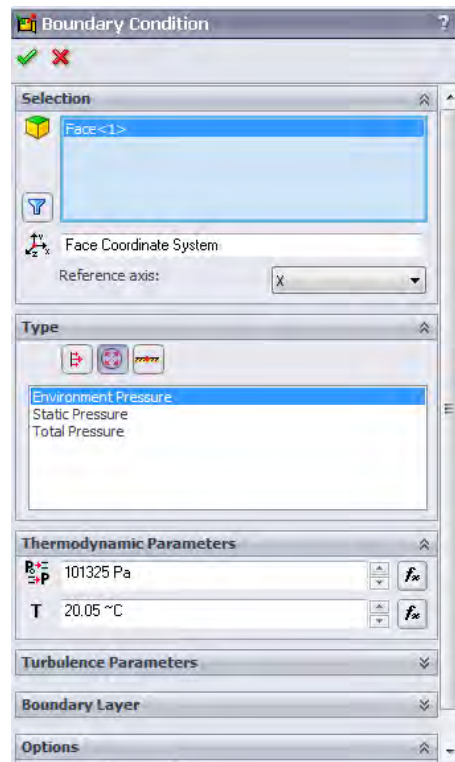 Boundary Condition ?
Selection
Face<1>
Face Coordinate System
Reference axis: X
Type
Environment Pressure
Static Pressure
Total Pressure
Thermodynamic Parameters
101325 Pa
T 20.05 ~C
Turbulence Parameters
Boundary Layer
Options